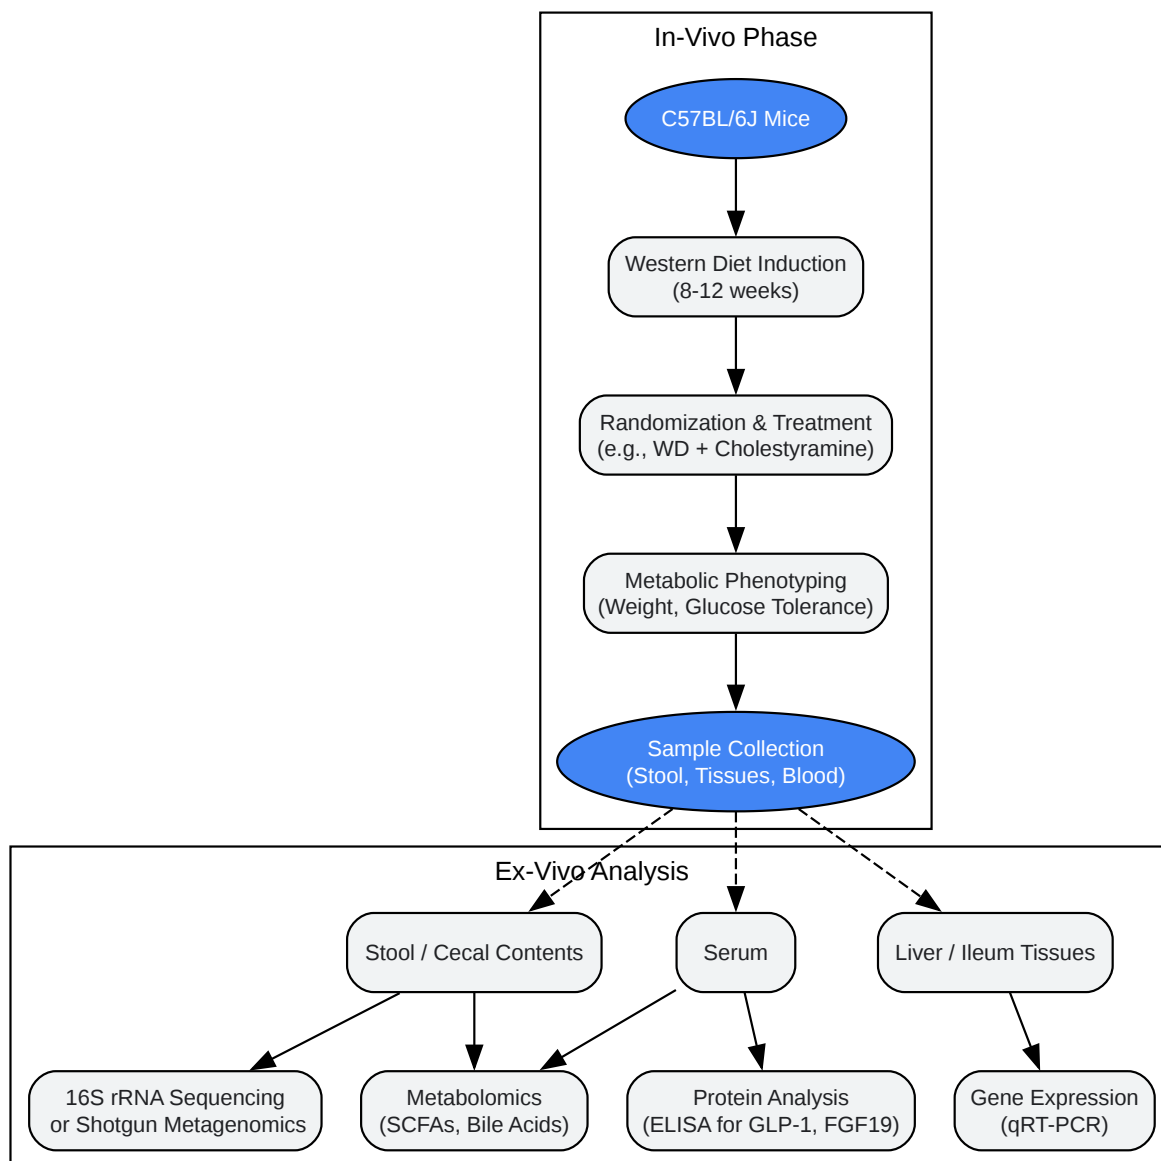 In-Vivo Phase
C57BL/6J Mice
Western Diet Induction
(8-12 weeks)
Randomization & Treatment
(e.g., WD + Cholestyramine)
Metabolic Phenotyping
(Weight, Glucose Tolerance)
Sample Collection
(Stool, Tissues, Blood)
Ex-Vivo Analysis
Stool / Cecal Contents
Serum
Liver / Ileum Tissues
16S rRNA Sequencing
or Shotgun Metagenomics
Metabolomics
(SCFAs, Bile Acids)
Protein Analysis
(ELISA for GLP-1, FGF19)
Gene Expression
(qRT-PCR)